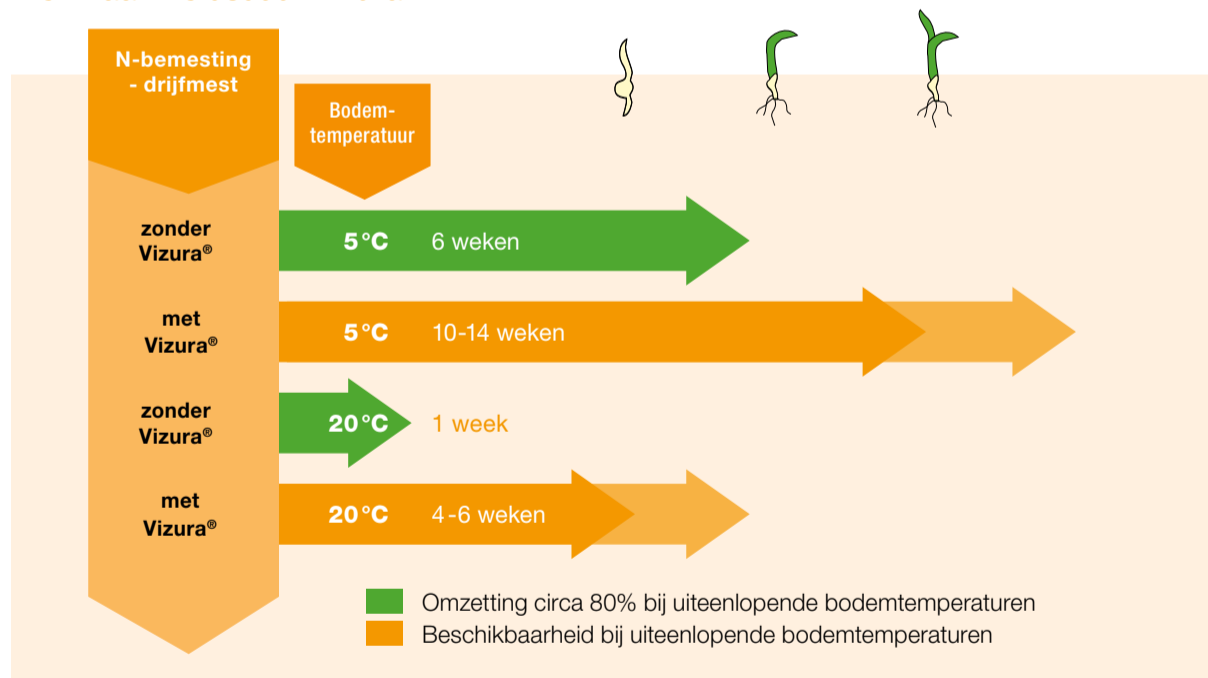 N-bemesting
- drijfmest
Bodem-
temperatuur
zonder
Vizura®
5 °C 6 weken
met
Vizura®
5 °C 10-14 weken
zonder
Vizura®
20 °C 1 week
met
Vizura®
20 °C 4-6 weken
Omzetting circa 80% bij uiteenlopende bodemtemperaturen
Beschikbaarheid bij uiteenlopende bodemtemperaturen